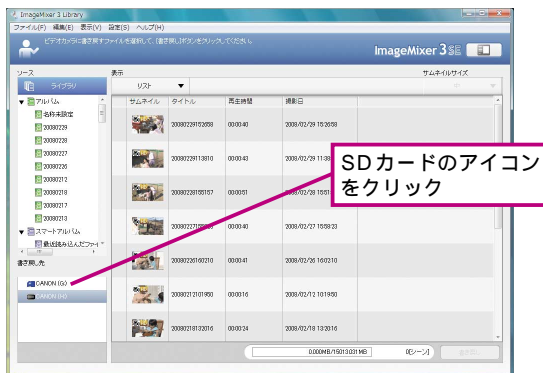 ImageMixer 3 Library
ファイル(F) 編集(E) 表示(V) 設定(S) ヘルプ(H)
ビデオカメラに書き戻すファイルを選択して、[書き戻し]ボタンをクリックしてください。
ImageMixer 3 SE
ソース
表示
サムネイルサイズ
ライブラリ
リスト
アルバム
名称未設定
20080229
20080228
20080227
20080226
20080212
20080218
20080217
20080213
スマートアルバム
最近読み込んだファイ
書き戻し先
CANON (G)
CANON (H)
サムネイル タイトル 再生時間 撮影日
20080229152658 00:00:40 2008/02/29 15:26:58
20080229113810 00:00:43 2008/02/29 11:38
20080228155157 00:00:51 2008/02/28 15:51
00:00:40 2008/02/27 15:58:23
20080226160210 00:00:41 2008/02/26 16:02:10
20080212101950 00:00:16 2008/02/12 10:19:50
20080218132016 00:00:24 2008/02/18 13:20:16
SDカードのアイコン
をクリック
0.000MB/15013.031MB
0[シーン]